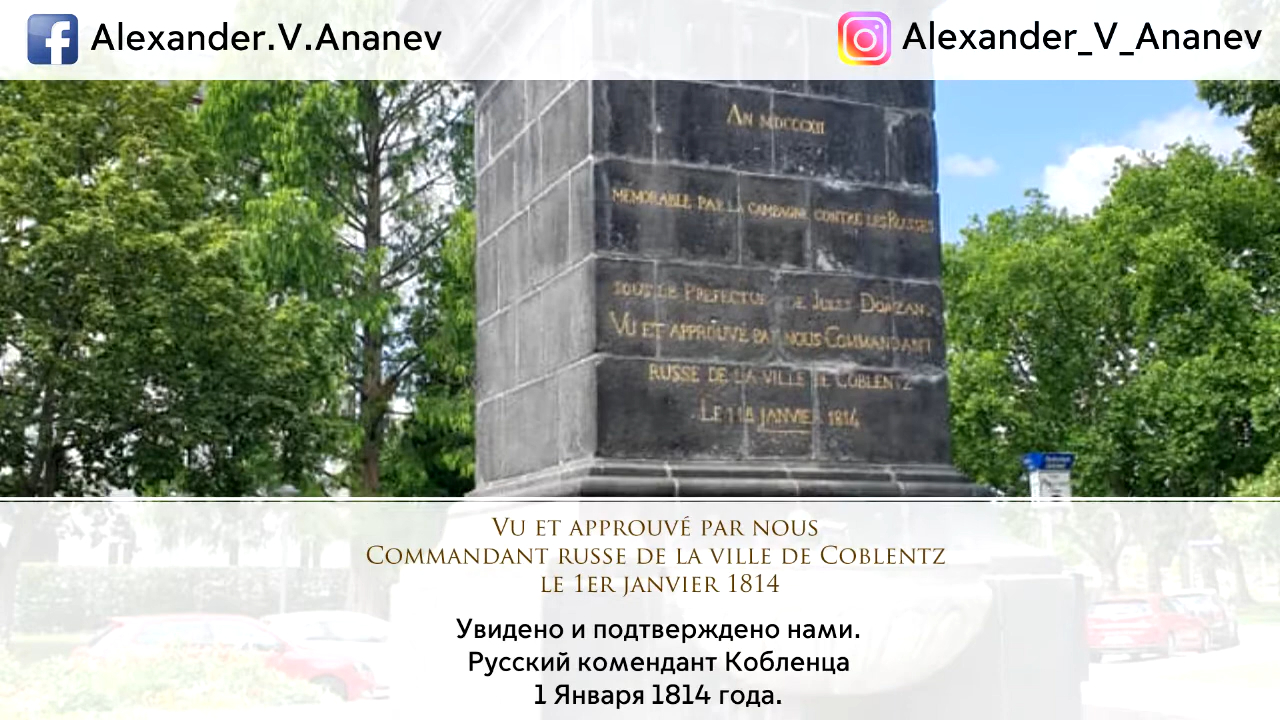 Alexander.V.Ananev
Alexander_V_Ananev
AN MDCCCXII
MEMORABLE PAR LA CAMPAGNE CONTRE LES RUSSES
SOUS LE PREFECTUR DE JULES DOAZAN.
VU ET APPROUVÉ PAR NOUS COMMANDANT
RUSSE DE LA VILLE DE COBLENTZ
LE JANVIER 1814
VU ET APPROUVÉ PAR NOUS
COMMANDANT RUSSE DE LA VILLE DE COBLENTZ
LE 1ER JANVIER 1814
Увидено и подтверждено нами.
Русский комендант Кобленца
1 Января 1814 года.